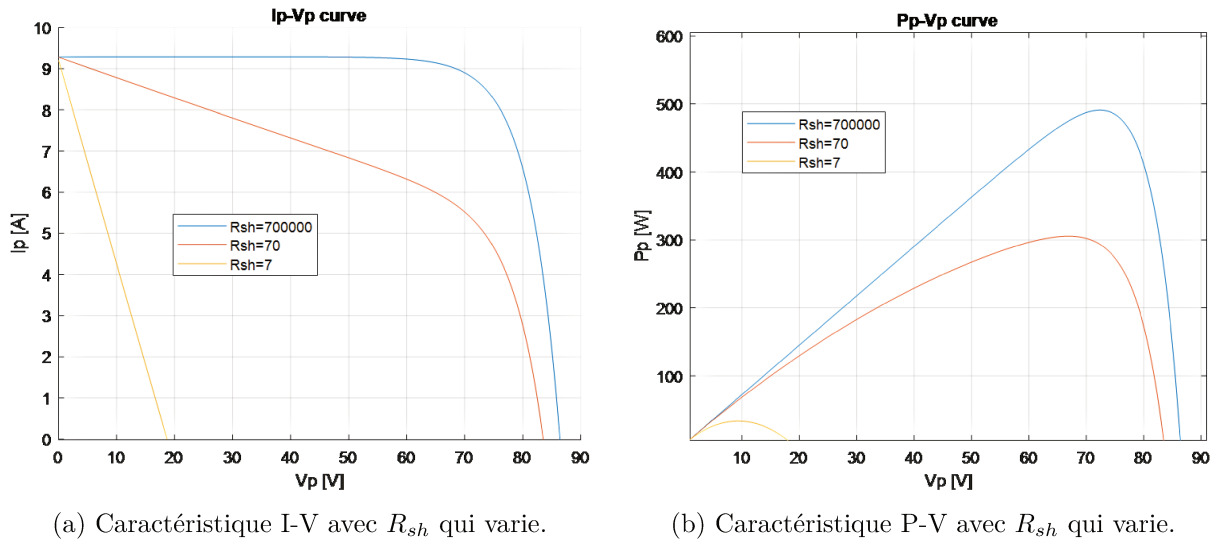 Ip-Vp curve
10
9
8
7
6
5
4
3
2
1
0
Ip [A]
Rsh=700000
Rsh=70
Rsh=7
0 10 20 30 40 50 60 70 80 90
Vp [V]
(a) Caractéristique I-V avec Rsh qui varie.
Pp-Vp curve
600
500
400
300
200
100
Pp [W]
Rsh=700000
Rsh=70
Rsh=7
10 20 30 40 50 60 70 80 90
Vp [V]
(b) Caractéristique P-V avec Rsh qui varie.